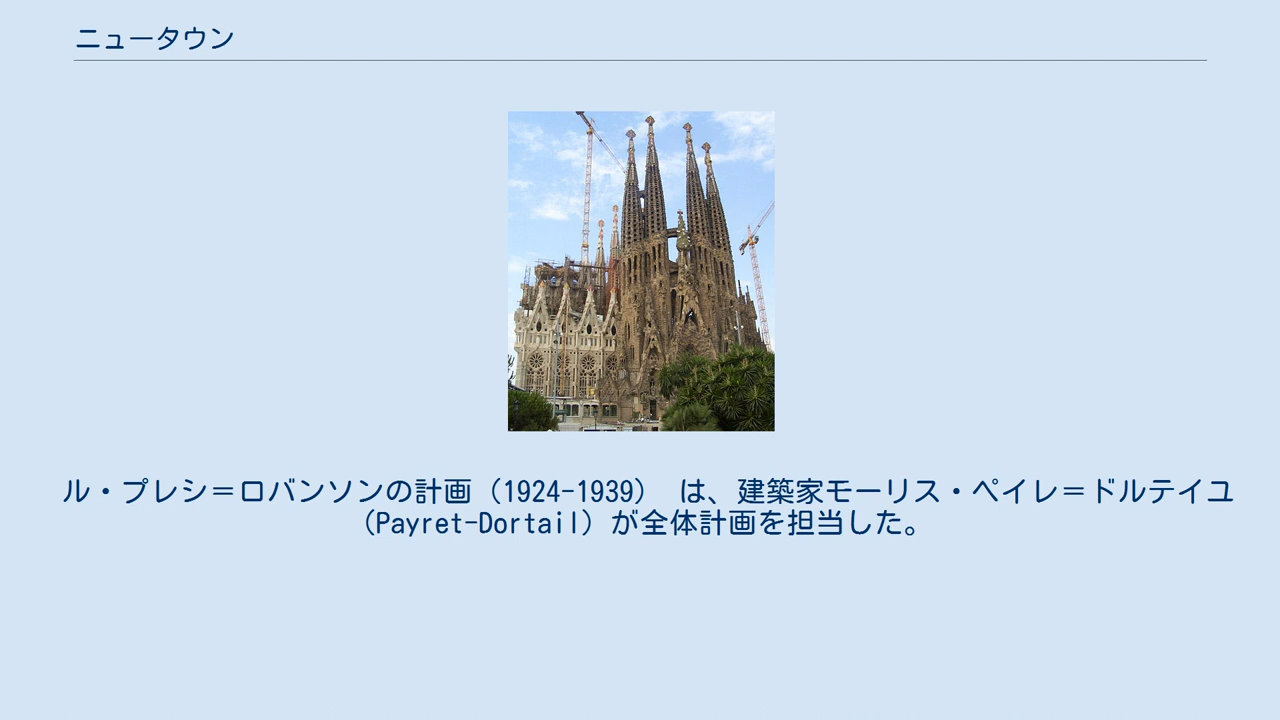 ニュータウン
ル・プレシ＝ロバンソンの計画（1924-1939） は、建築家モーリス・ペイレ＝ドルテイユ
（Payret-Dortail）が全体計画を担当した。